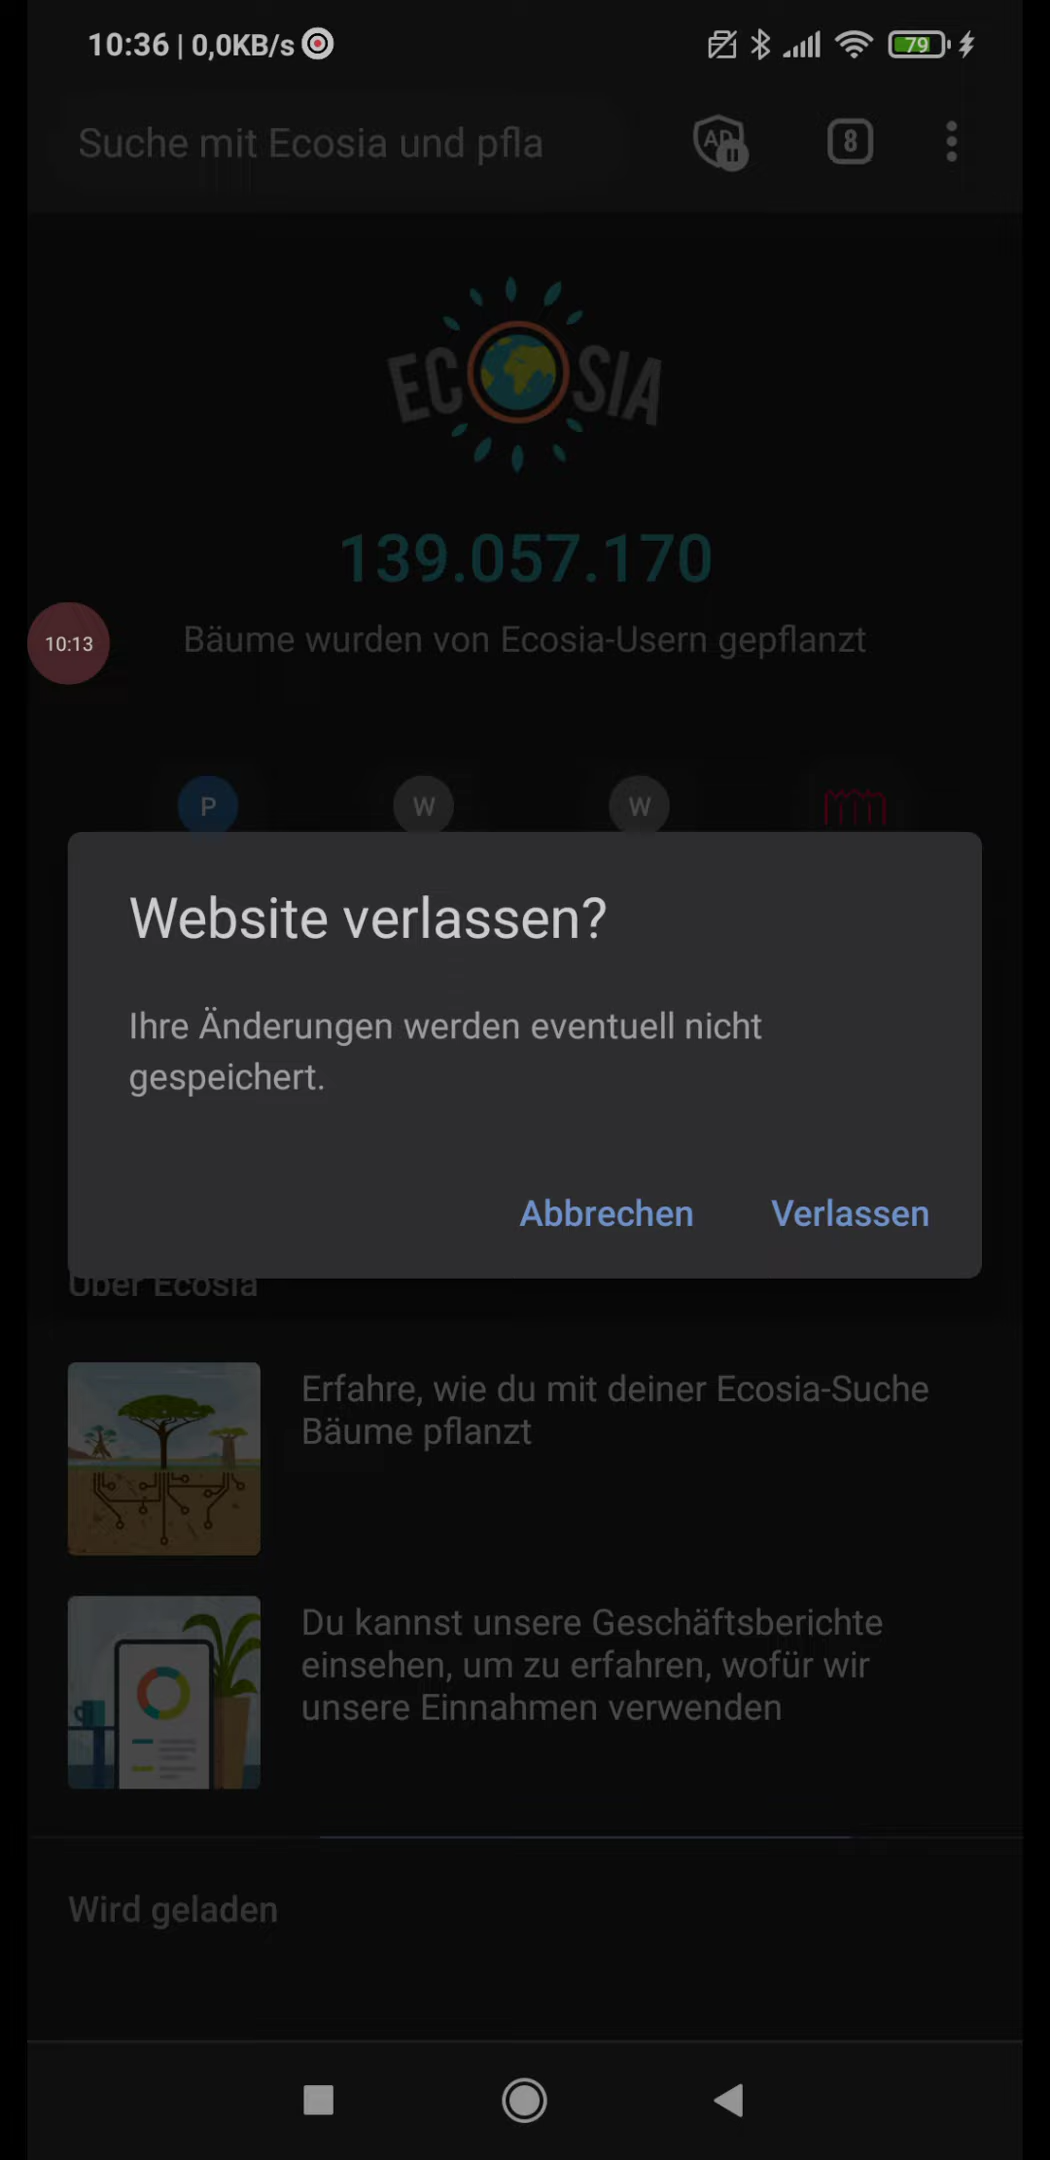 10:36 | 0,0KB/s
79
Suche mit Ecosia und pfla
AD
8
ECOSIA
139.057.170
10:13
Bäume wurden von Ecosia-Usern gepflanzt
P
W
W
Website verlassen?
Ihre Änderungen werden eventuell nicht
gespeichert.
Abbrechen
Verlassen
Über Ecosia
Erfahre, wie du mit deiner Ecosia-Suche
Bäume pflanzt
Du kannst unsere Geschäftsberichte
einsehen, um zu erfahren, wofür wir
unsere Einnahmen verwenden
Wird geladen